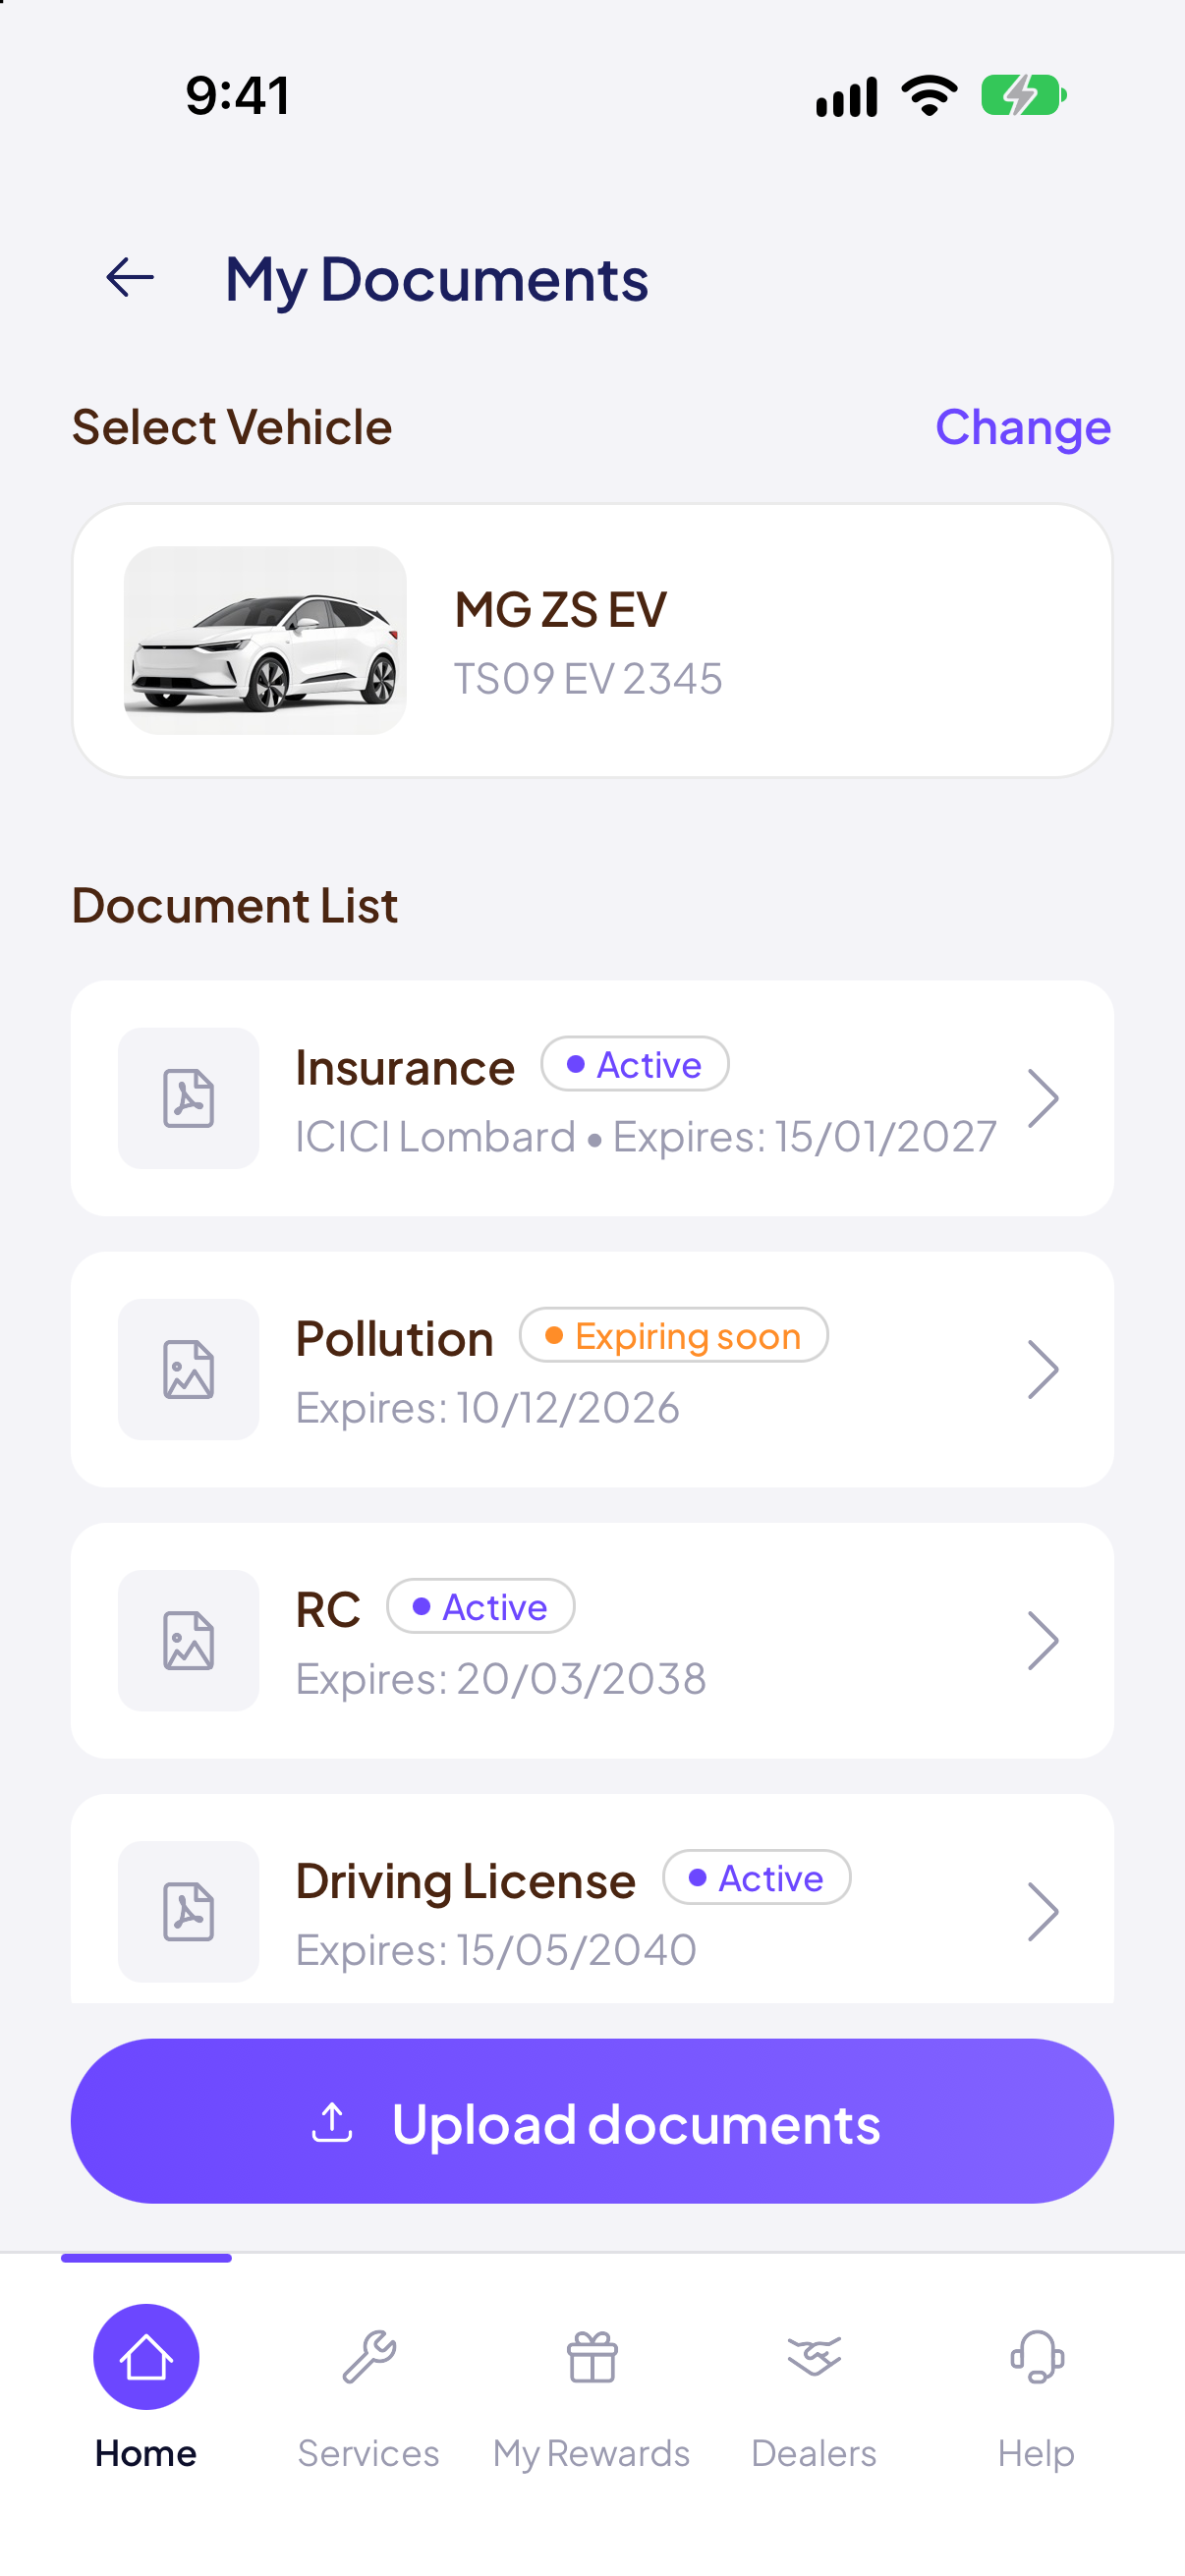 9:41
My Documents
Select Vehicle
Change
MG ZS EV
TS09 EV 2345
Document List
Insurance
Active
ICICI Lombard • Expires: 15/01/2027
Pollution
Expiring soon
Expires: 10/12/2026
RC
Active
Expires: 20/03/2038
Driving License
Active
Expires: 15/05/2040
Upload documents
Home
Services
My Rewards
Dealers
Help